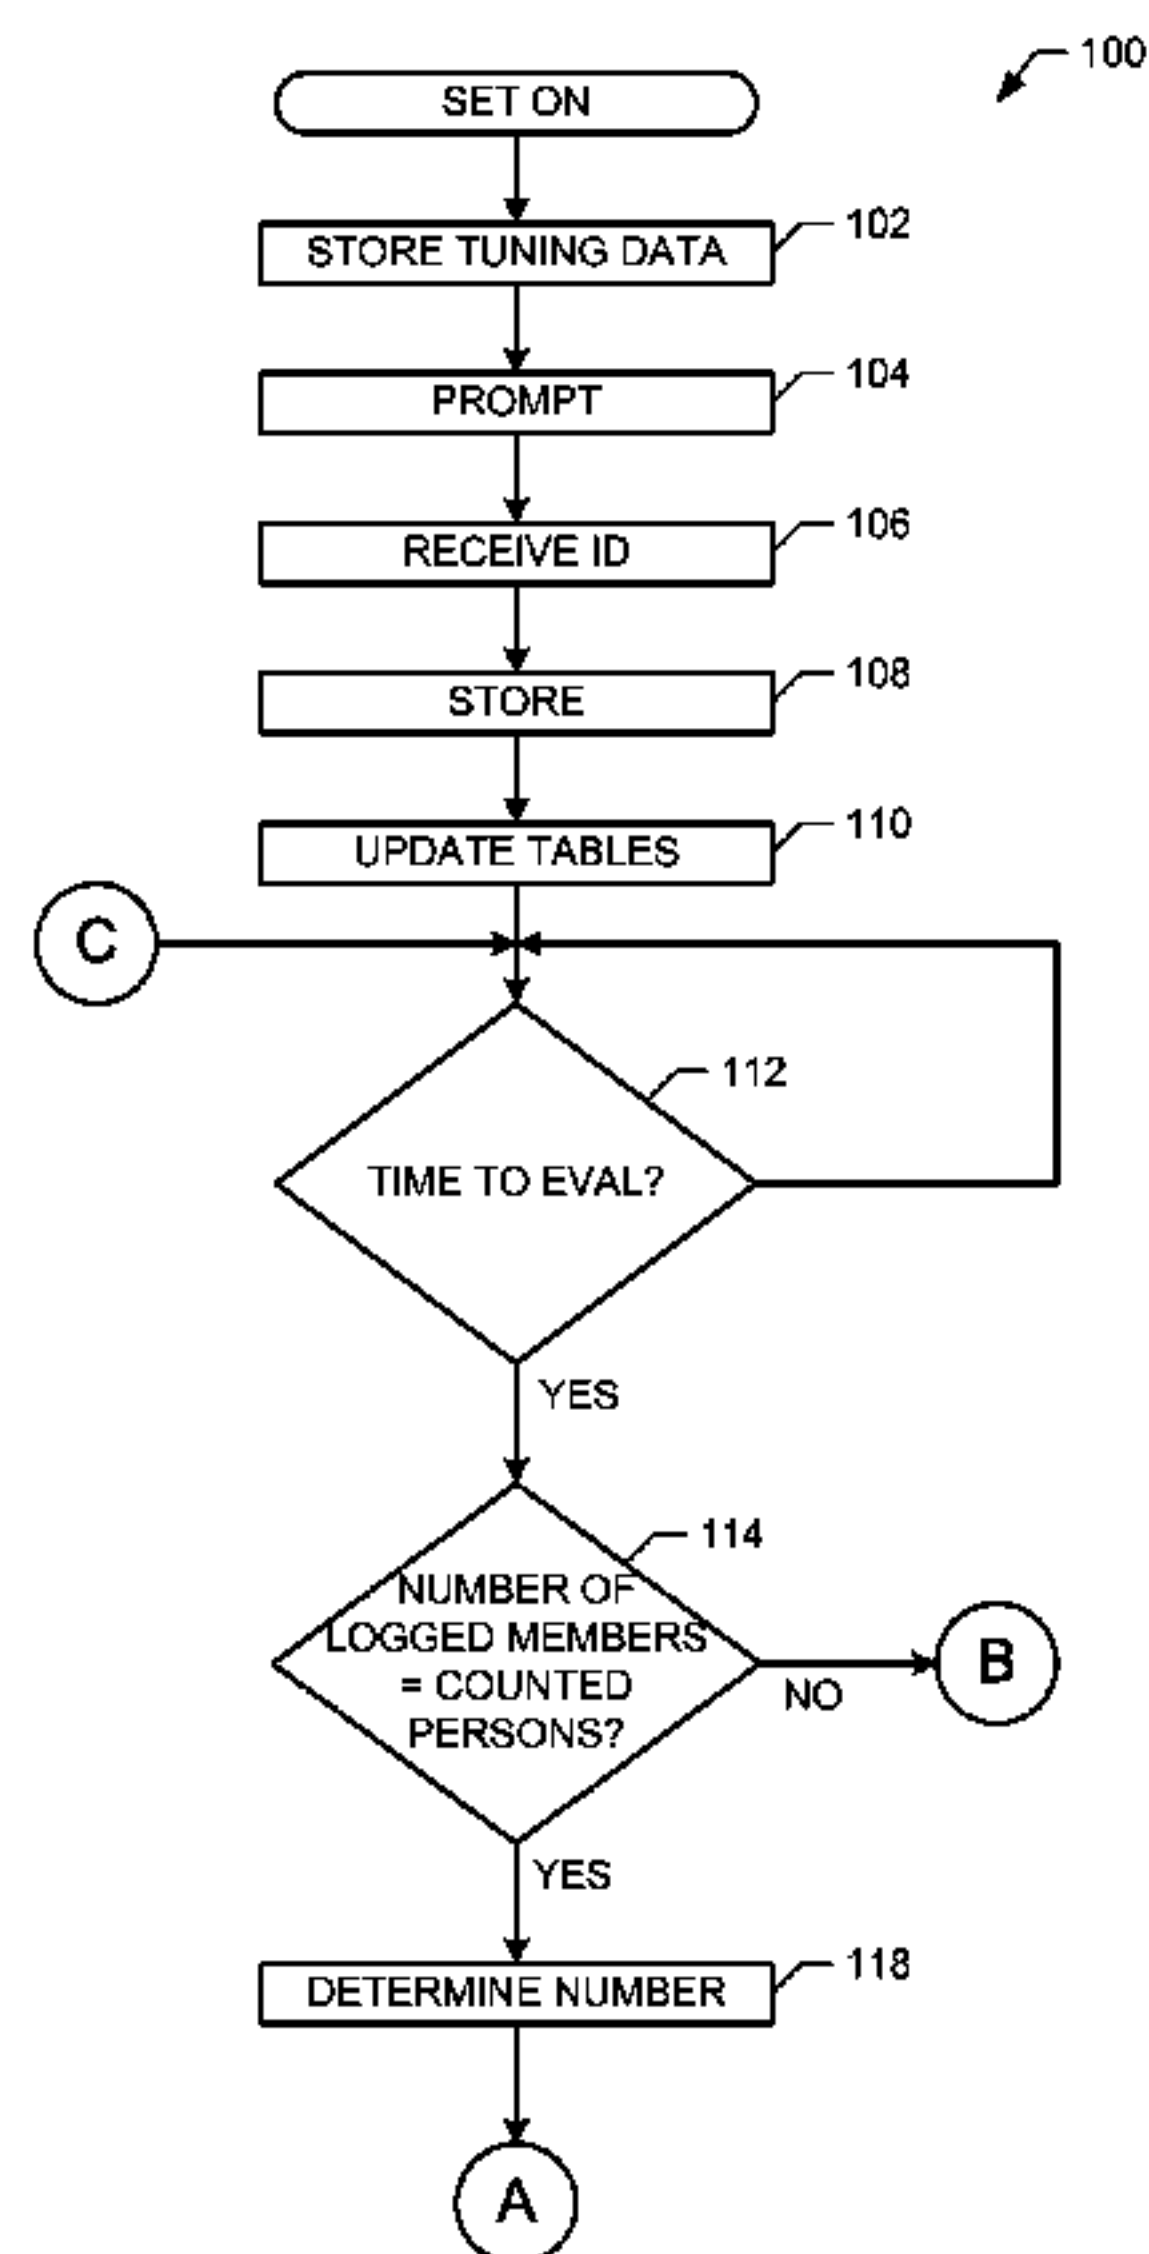 100
SET ON
102
STORE TUNING DATA
104
PROMPT
106
RECEIVE ID
108
STORE
110
UPDATE TABLES
C
112
TIME TO EVAL?
YES
114
NUMBER OF
LOGGED MEMBERS
= COUNTED
PERSONS?
B
NO
YES
118
DETERMINE NUMBER
A